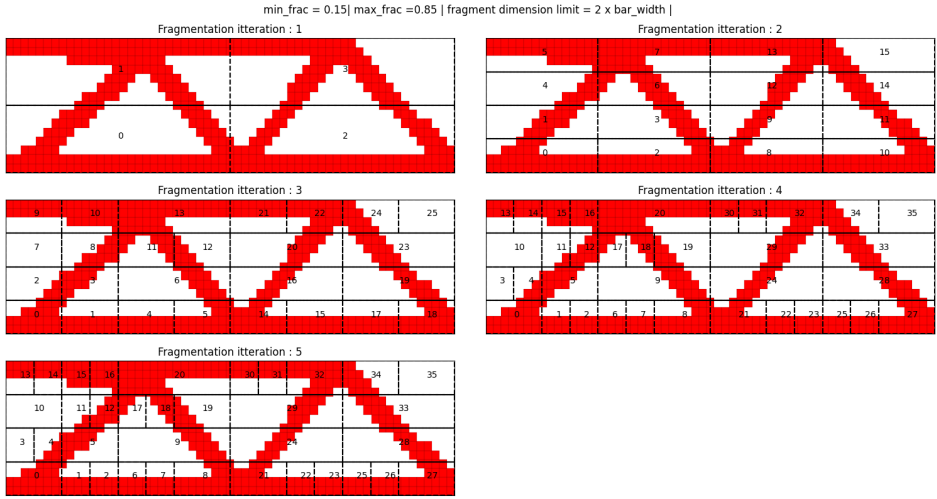 min_frac = 0.15| max_frac =0.85 | fragment dimension limit = 2 x bar_width |
Fragmentation itteration : 1
1 3
0 2
Fragmentation itteration : 2
5 7 13 15
4 6 12 14
1 3 9 11
0 2 8 10
Fragmentation itteration : 3
9 10 13 21 22 24 25
7 8 11 12 20 23
2 3 6 16 19
0 1 4 5 14 15 17 18
Fragmentation itteration : 4
13 14 15 16 20 30 31 32 34 35
10 11 12 17 18 19 29 33
3 4 5 9 24 28
0 1 2 6 7 8 21 22 23 25 26 27
Fragmentation itteration : 5
13 14 15 16 20 30 31 32 34 35
10 11 12 17 18 19 29 33
3 4 5 9 24 28
0 1 2 6 7 8 21 22 23 25 26 27